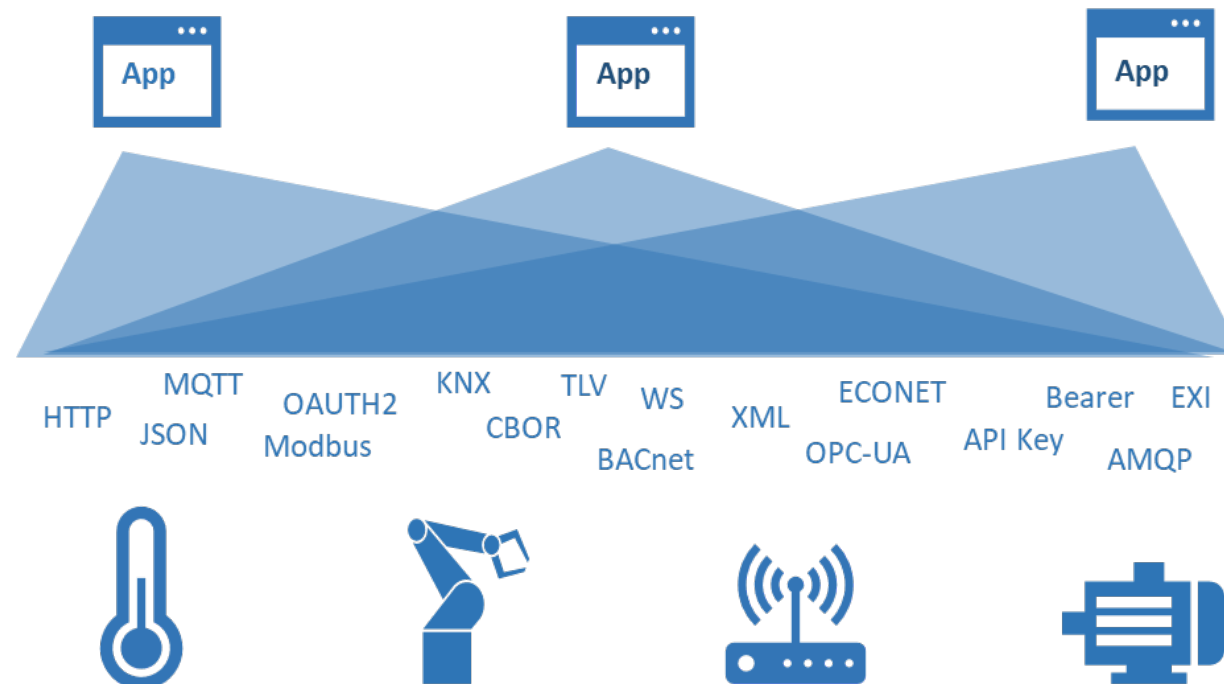 App
App
App
MQTT
KNX
TLV
WS
ECONET
Bearer
EXI
HTTP
OAUTH2
JSON
CBOR
XML
Modbus
BACnet
OPC-UA
API Key
AMQP